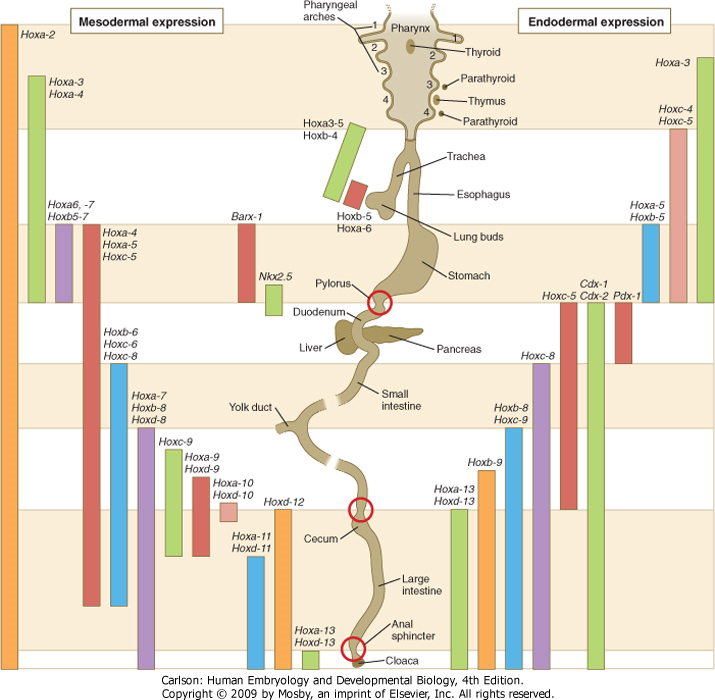 Mesodermal expression
Endodermal expression
Pharyngeal
arches
Pharynx
1
2
3
4
1
2
3
4
Thyroid
Parathyroid
Thymus
Parathyroid
Trachea
Esophagus
Lung buds
Stomach
Pylorus
Duodenum
Liver
Pancreas
Small
intestine
Yolk duct
Cecum
Large
intestine
Anal
sphincter
Cloaca
Hoxa-2
Hoxa-3
Hoxa-4
Hoxa6, -7
Hoxb5-7
Hoxa-4
Hoxa-5
Hoxc-5
Hoxb-6
Hoxc-6
Hoxc-8
Hoxa-7
Hoxb-8
Hoxd-8
Hoxc-9
Hoxa-9
Hoxd-9
Hoxa-10
Hoxd-10
Hoxa-11
Hoxd-11
Hoxd-12
Hoxa-13
Hoxd-13
Barx-1
Nkx2.5
Hoxa3-5
Hoxb-4
Hoxb-5
Hoxa-6
Hoxa-13
Hoxd-13
Hoxb-9
Hoxb-8
Hoxc-9
Hoxc-8
Hoxc-5
Cdx-1
Cdx-2
Pdx-1
Hoxa-5
Hoxb-5
Hoxc-4
Hoxc-5
Hoxa-3
Carlson: Human Embryology and Developmental Biology, 4th Edition.
Copyright © 2009 by Mosby, an imprint of Elsevier, Inc. All rights reserved.